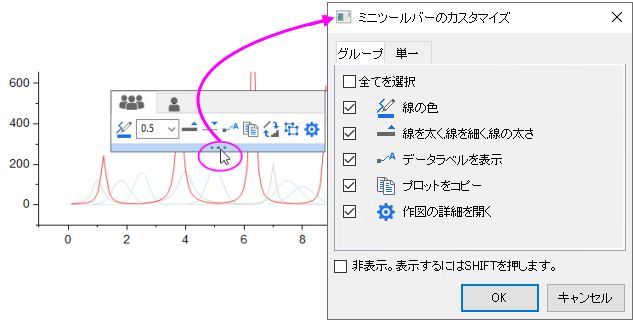 ミニツールバーのカスタマイズ
グループ 単一
全てを選択
線の色
線を太く,線を細く,線の太さ
データラベルを表示
プロットをコピー
作図の詳細を開く
非表示。表示するにはSHIFTを押します。
OK キャンセル
600
400
200
0
0 2 4 6 8
0.5
A